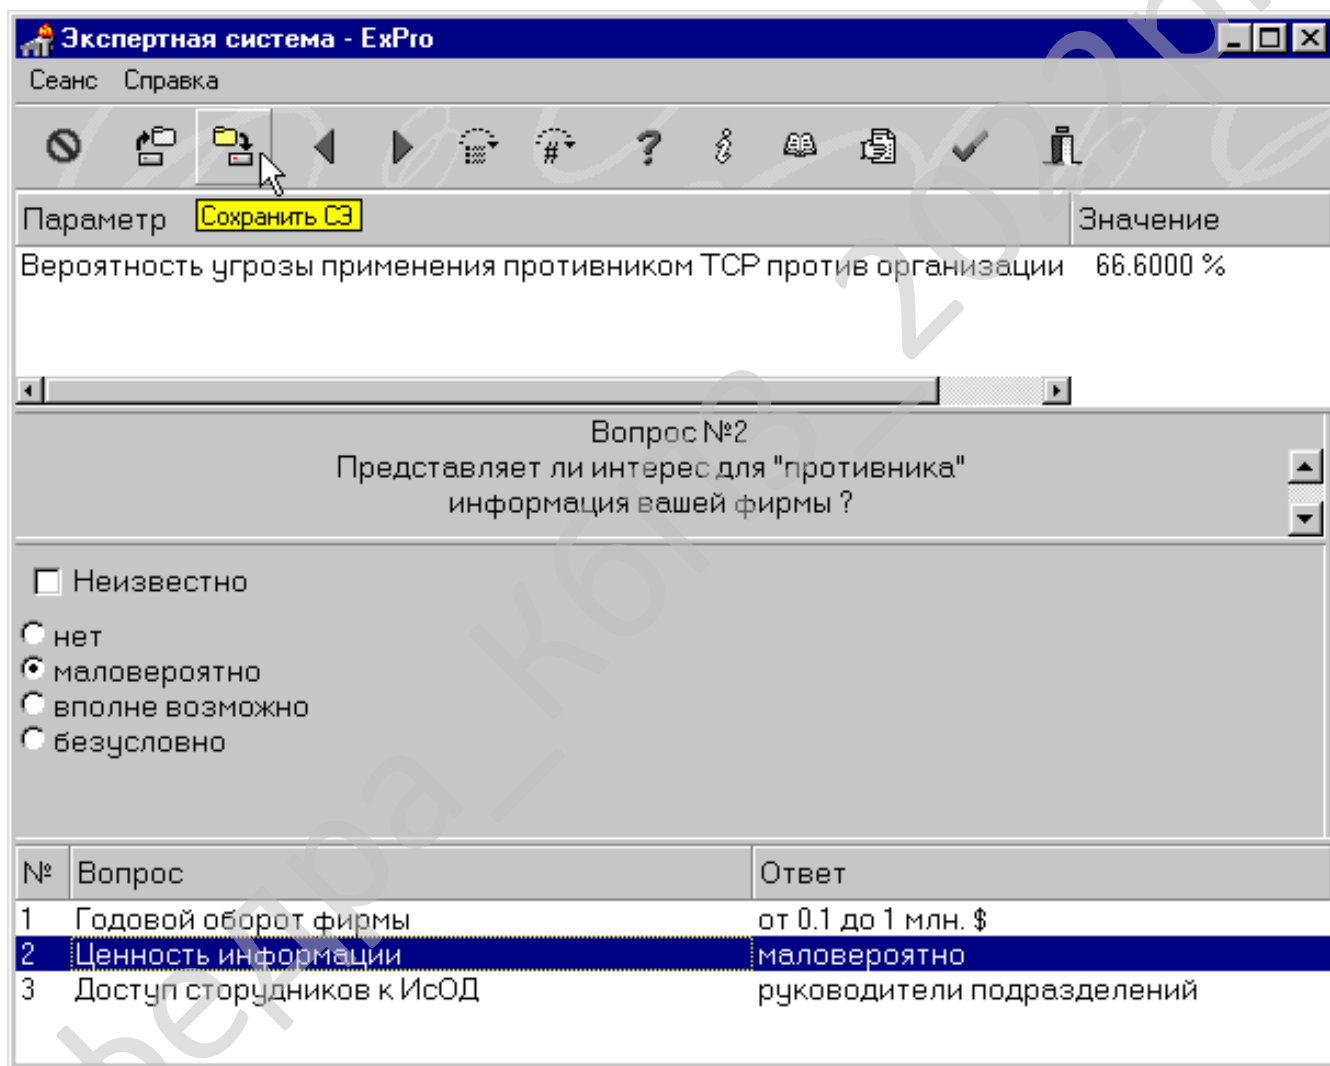 Экспертная система - ExPro
Сеанс Справка
Параметр Сохранить СЭ Значение
Вероятность угрозы применения противником ТСР против организации 66.6000 %
Вопрос №2
Представляет ли интерес для "противника"
информация вашей фирмы ?
Неизвестно
нет
маловероятно
вполне возможно
безусловно
№ Вопрос Ответ
1 Годовой оборот фирмы от 0.1 до 1 млн. $
2 Ценность информации маловероятно
3 Доступ сторудников к ИсОД руководители подразделений